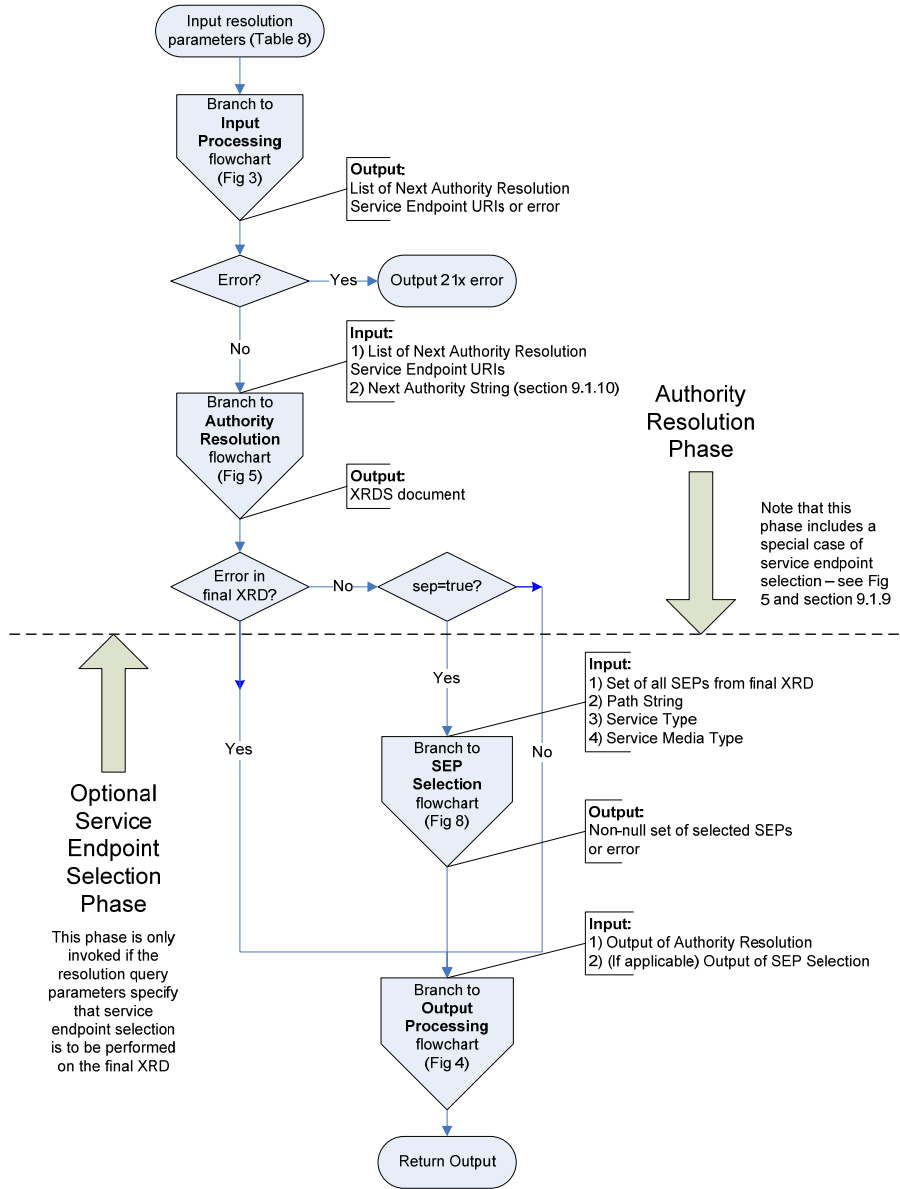 Input resolution
parameters (Table 8)
Branch to
Input
Processing
flowchart
(Fig 3)
Output:
List of Next Authority Resolution
Service Endpoint URIs or error
Error?
Yes
Output 21x error
No
Input:
1) List of Next Authority Resolution
Service Endpoint URIs
2) Next Authority String (section 9.1.10)
Branch to
Authority
Resolution
flowchart
(Fig 5)
Authority
Resolution
Phase
Output:
XRDS document
Note that this
phase includes a
special case of
service endpoint
selection – see Fig
5 and section 9.1.9
Error in
final XRD?
No
sep=true?
Yes
Yes
No
Input:
1) Set of all SEPs from final XRD
2) Path String
3) Service Type
4) Service Media Type
Branch to
SEP
Selection
flowchart
(Fig 8)
Optional
Service
Endpoint
Selection
Phase
Output:
Non-null set of selected SEPs
or error
This phase is only
invoked if the
resolution query
parameters specify
that service
endpoint selection
is to be performed
on the final XRD
Input:
1) Output of Authority Resolution
2) (If applicable) Output of SEP Selection
Branch to
Output
Processing
flowchart
(Fig 4)
Return Output